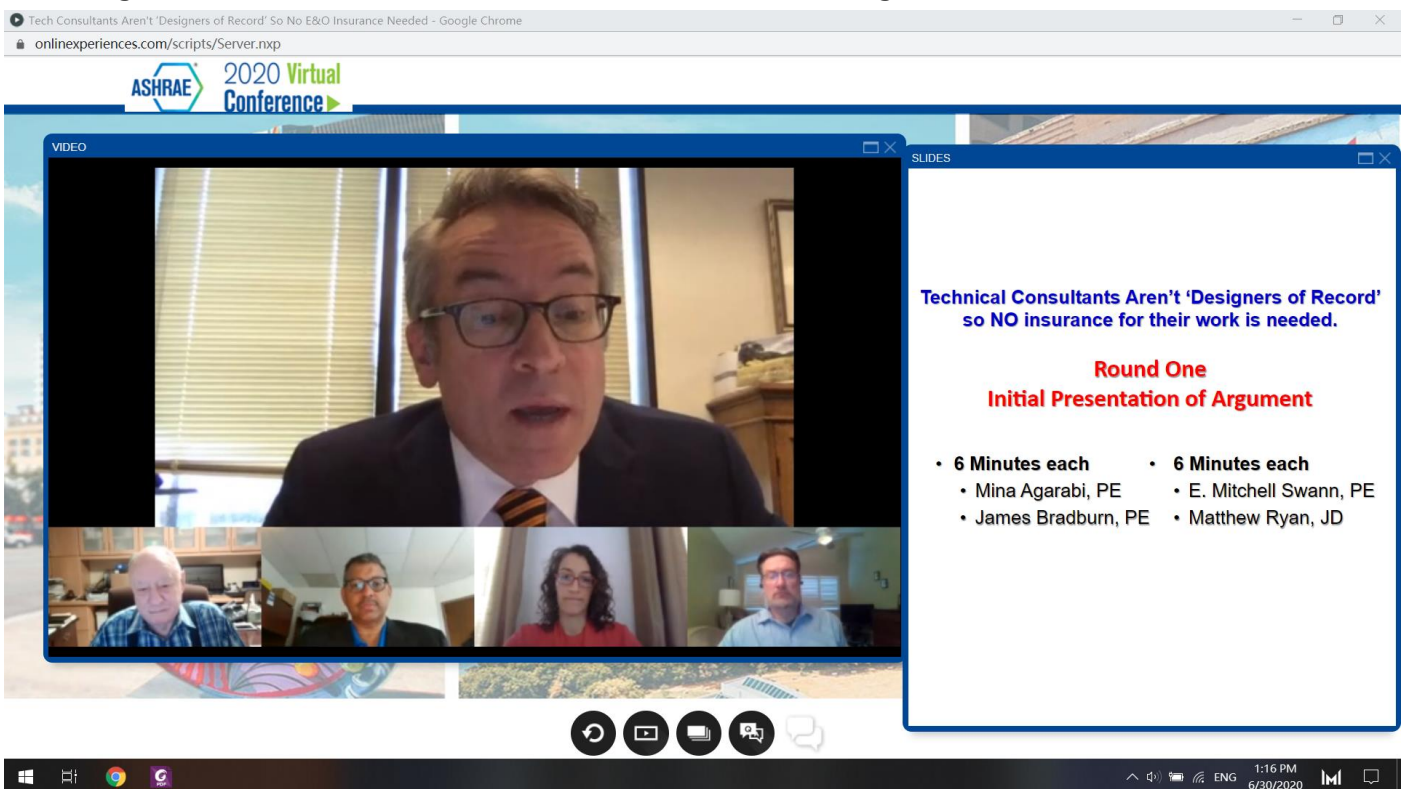 Tech Consultants Aren't 'Designers of Record' So No E&O Insurance Needed - Google Chrome
onlinexperiences.com/scripts/Server.nxp
ASHRAE
2020 Virtual
Conference
VIDEO
SLIDES
Technical Consultants Aren't 'Designers of Record'
so NO insurance for their work is needed.
Round One
Initial Presentation of Argument
• 6 Minutes each
• Mina Agarabi, PE
• James Bradburn, PE
• 6 Minutes each
• E. Mitchell Swann, PE
• Matthew Ryan, JD
PDF
ENG
1:16 PM
6/30/2020